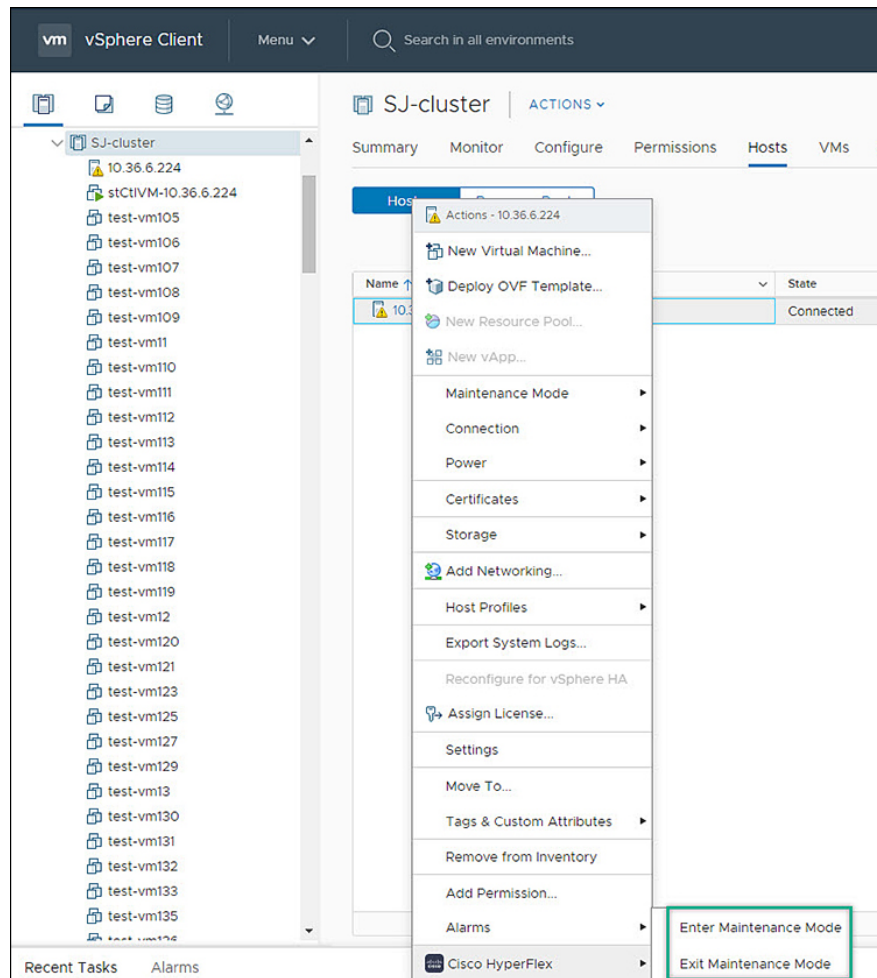 vm vSphere Client Menu Search in all environments
SJ-cluster
10.36.6.224
stCtlVM-10.36.6.224
test-vm105
test-vm106
test-vm107
test-vm108
test-vm109
test-vm11
test-vm110
test-vm111
test-vm112
test-vm113
test-vm114
test-vm115
test-vm116
test-vm117
test-vm118
test-vm119
test-vm12
test-vm120
test-vm121
test-vm123
test-vm125
test-vm127
test-vm129
test-vm13
test-vm130
test-vm131
test-vm132
test-vm133
test-vm135
SJ-cluster ACTIONS
Summary Monitor Configure Permissions Hosts VMs
Name State
Connected
Actions - 10.36.6.224
New Virtual Machine...
Deploy OVF Template...
New Resource Pool...
New vApp...
Maintenance Mode
Connection
Power
Certificates
Storage
Add Networking...
Host Profiles
Export System Logs...
Reconfigure for vSphere HA
Assign License...
Settings
Move To...
Tags & Custom Attributes
Remove from Inventory
Add Permission...
Alarms
Cisco HyperFlex
Enter Maintenance Mode
Exit Maintenance Mode
Recent Tasks Alarms